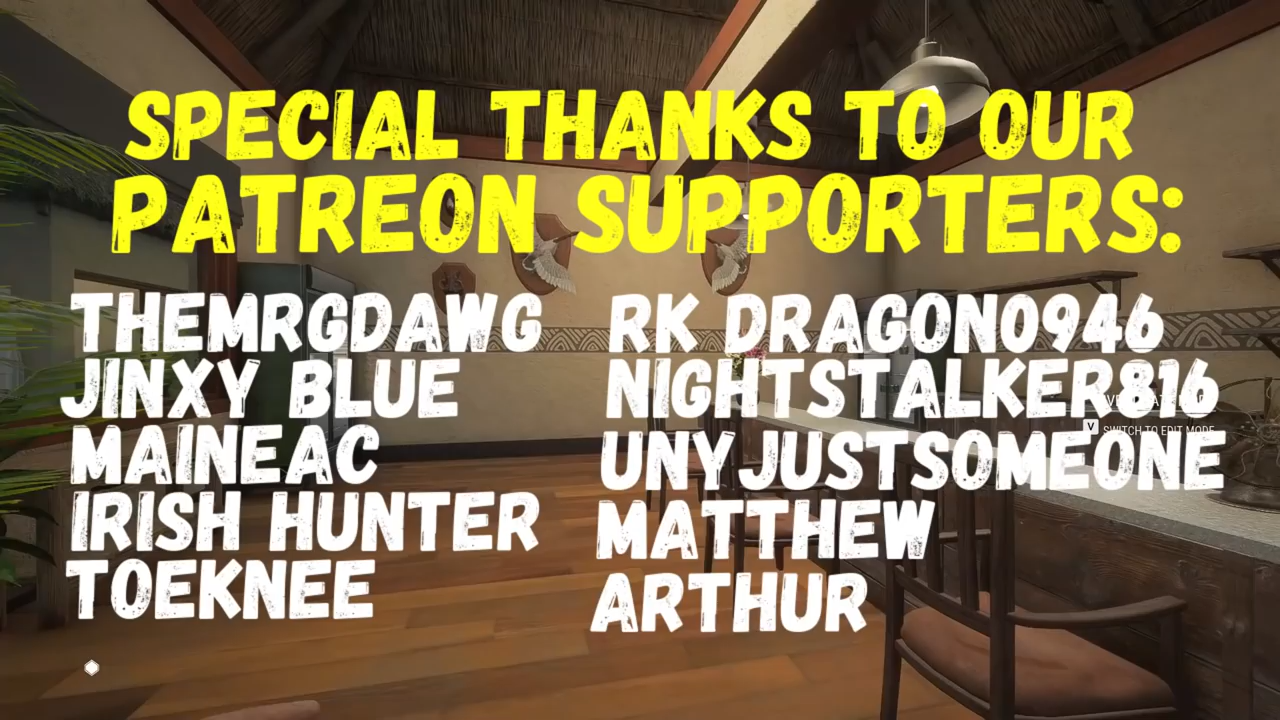 SPECIAL THANKS TO OUR
PATREON SUPPORTERS:
THEMRGDAWG
JINXY BLUE
MAINEAC
IRISH HUNTER
TOEKNEE
RK DRAGON0946
NIGHTSTALKER816
UNYJUSTSOMEONE
MATTHEW
ARTHUR
V SWITCH TO EDIT MODE